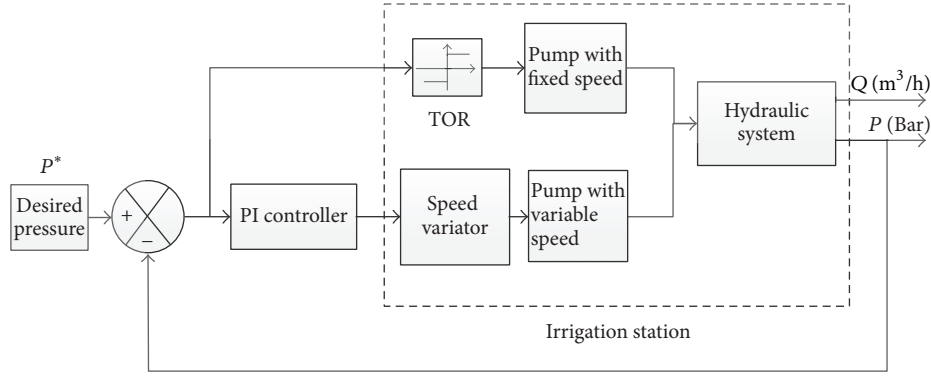 Pump with
fixed speed
TOR
Q (m³/h)
Hydraulic
system
P (Bar)
P*
Desired
pressure
+
−
PI controller
Speed
variator
Pump with
variable
speed
Irrigation station